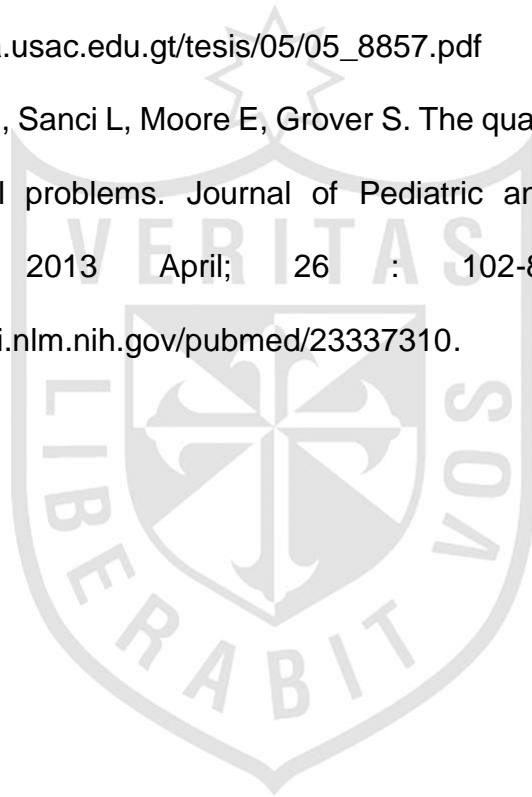 a.usac.edu.gt/tesis/05/05_8857.pdf
, Sanci L, Moore E, Grover S. The qua
l problems. Journal of Pediatric an
2013 April; 26 : 102-8
i.nlm.nih.gov/pubmed/23337310.
VERITAS
LIBERABIT VOS